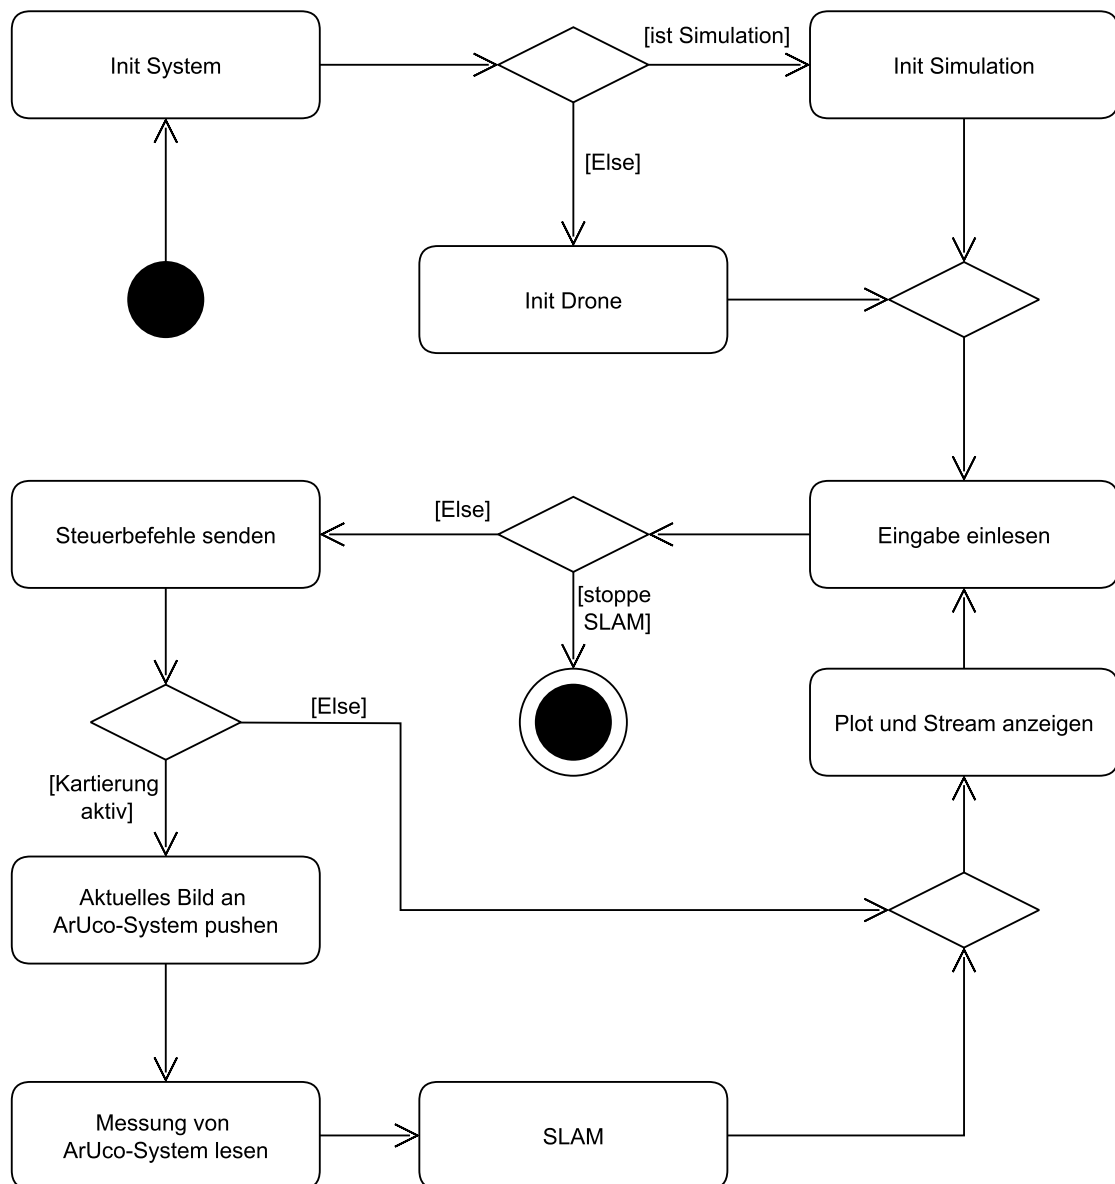 Init System
[ist Simulation]
Init Simulation
[Else]
Init Drone
Steuerbefehle senden
[Else]
Eingabe einlesen
[stoppe
SLAM]
[Else]
Plot und Stream anzeigen
[Kartierung
aktiv]
Aktuelles Bild an
ArUco-System pushen
Messung von
ArUco-System lesen
SLAM